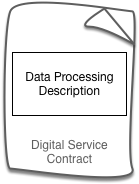 Data Processing
Description
Digital Service
Contract